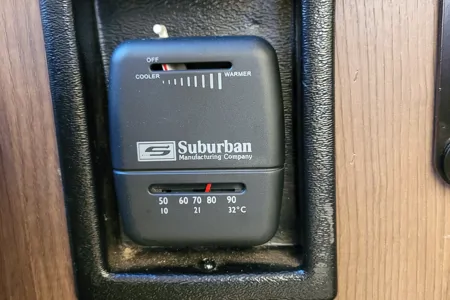 OFF
COOLER WARMER
S Suburban
Manufacturing Company
50 60 70 80 90
10 21 32°C